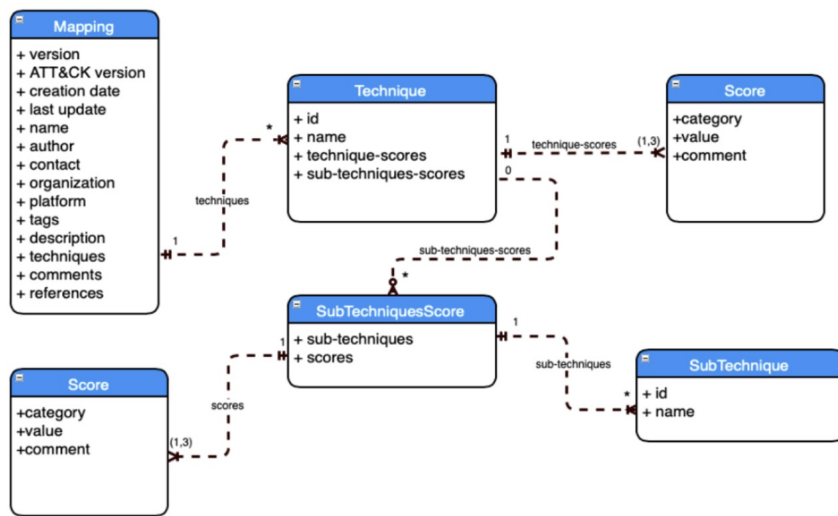 Mapping
+ version
+ ATT&CK version
+ creation date
+ last update
+ name
+ author
+ contact
+ organization
+ platform
+ tags
+ description
+ techniques
+ comments
+ references
1
techniques
*
Technique
+ id
+ name
+ technique-scores
+ sub-techniques-scores
1
technique-scores
(1,3)
0
Score
+category
+value
+comment
sub-techniques-scores
*
SubTechniquesScore
+ sub-techniques
+ scores
1
scores
(1,3)
1
sub-techniques
*
Score
+category
+value
+comment
SubTechnique
+ id
+ name